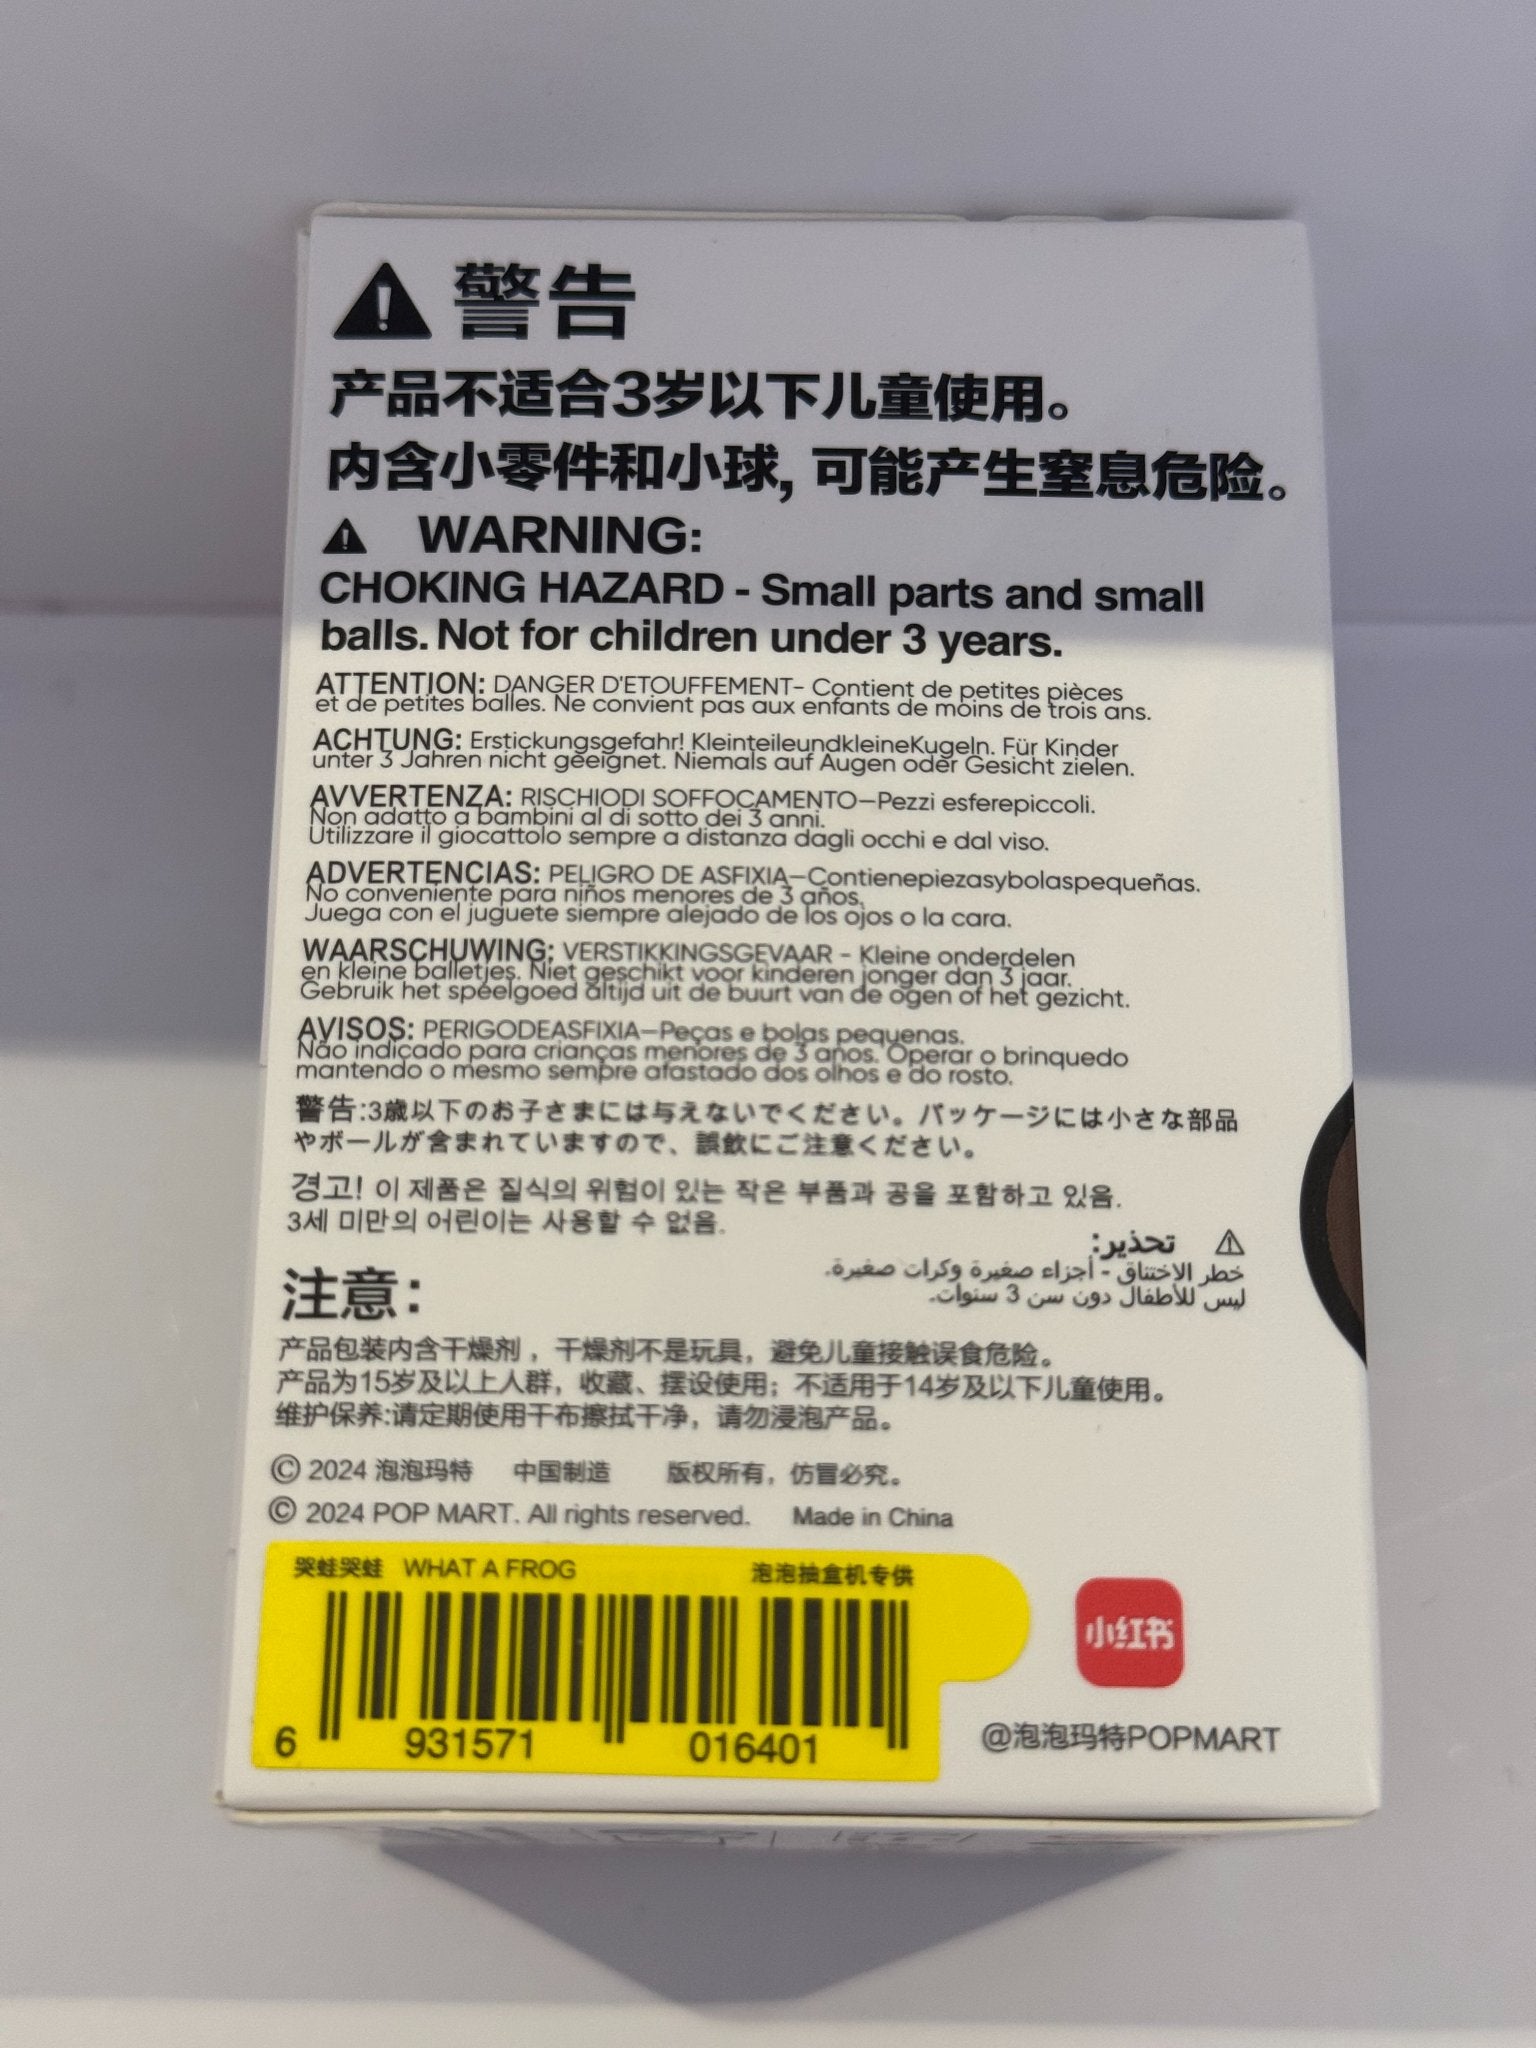 警告
产品不适合3岁以下儿童使用。
内含小零件和小球, 可能产生窒息危险。
WARNING:
CHOKING HAZARD - Small parts and small
balls. Not for children under 3 years.
ATTENTION: DANGER D'ETOUFFEMENT- Contient de petites pièces
et de petites balles. Ne convient pas aux enfants de moins de trois ans.
ACHTUNG: Erstickungsgefahr! KleinteileundkleineKugeln. Für Kinder
unter 3 Jahren nicht geeignet. Niemals auf Augen oder Gesicht zielen.
AVVERTENZA: RISCHIODI SOFFOCAMENTO—Pezzi esferepiccoli.
Non adatto a bambini al di sotto dei 3 anni.
Utilizzare il giocattolo sempre a distanza dagli occhi e dal viso.
ADVERTENCIAS: PELIGRO DE ASFIXIA—Contienepiezasybolaspequeñas.
No conveniente para niños menores de 3 años.
Juega con el juguete siempre alejado de los ojos o la cara.
WAARSCHUWING: VERSTIKKINGSGEVAAR - Kleine onderdelen
en kleine balletjes. Niet geschikt voor kinderen jonger dan 3 jaar.
Gebruik het speelgoed altijd uit de buurt van de ogen of het gezicht.
AVISOS: PERIGODEASFIXIA—Peças e bolas pequenas.
Não indicado para crianças menores de 3 anos. Operar o brinquedo
mantendo o mesmo sempre afastado dos olhos e do rosto.
警告:3歳以下のお子さまには与えないでください。パッケージには小さな部品
やボールが含まれていますので、誤飲にご注意ください。
경고! 이 제품은 질식의 위험이 있는 작은 부품과 공을 포함하고 있음.
3세 미만의 어린이는 사용할 수 없음.
تحذير:
خطر الاختناق - أجزاء صغيرة وكرات صغيرة.
ليس للأطفال دون سن 3 سنوات.
注意:
产品包装内含干燥剂，干燥剂不是玩具，避免儿童接触误食危险。
产品为15岁及以上人群，收藏、摆设使用；不适用于14岁及以下儿童使用。
维护保养:请定期使用干布擦拭干净，请勿浸泡产品。
© 2024 泡泡玛特 中国制造 版权所有，仿冒必究。
© 2024 POP MART. All rights reserved. Made in China
哭蛙哭蛙 WHAT A FROG 泡泡抽盒机专供
6 931571 016401
小红书
@泡泡玛特POPMART